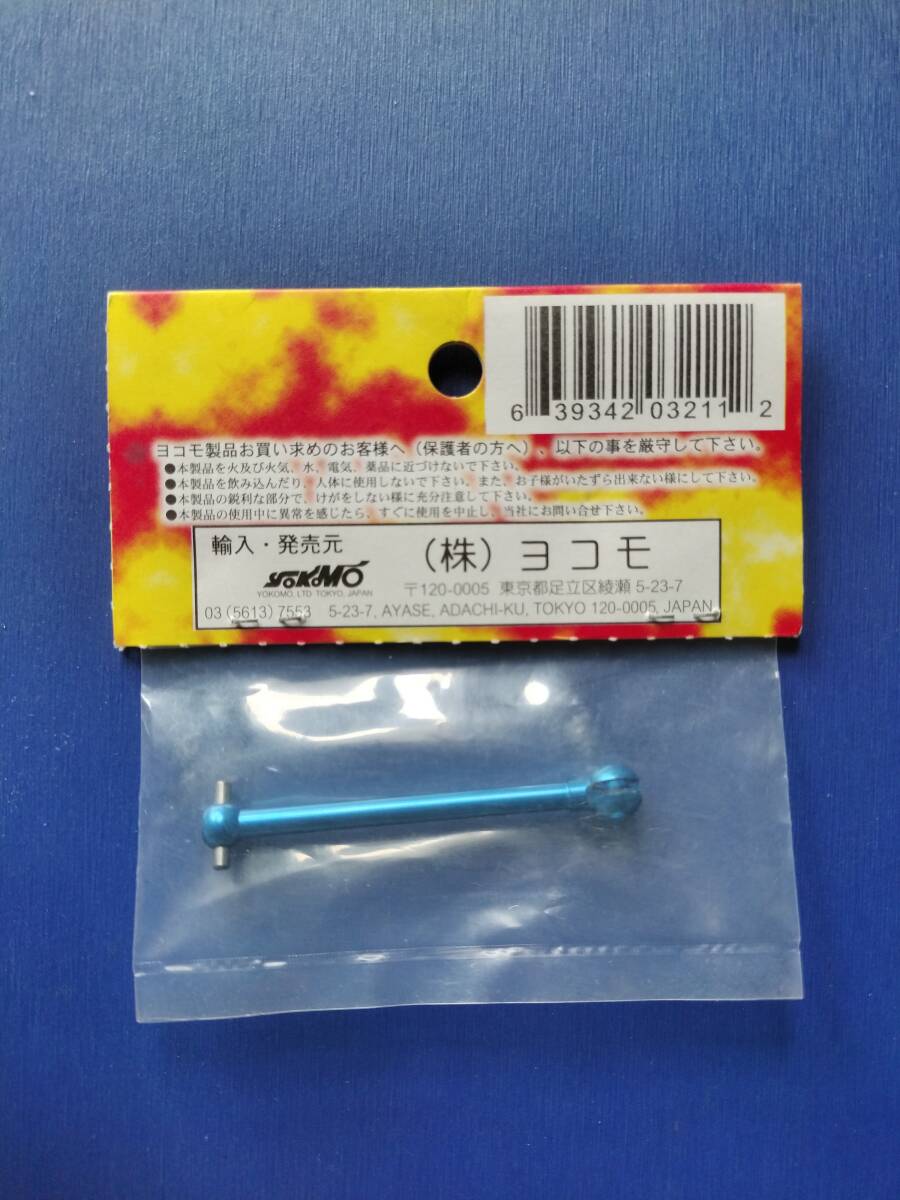 6 39342 03211 2
ヨコモ製品お買い求めのお客様へ（保護者の方へ）、以下の事を厳守して下さい。
●本製品を火及び火気、水、電気、薬品に近づけないで下さい。
●本製品を飲み込んだり、人体に使用しないで下さい。また、お子様がいたずら出来ない様にして下さい。
●本製品の鋭利な部分で、けがをしない様に充分注意して下さい。
●本製品の使用中に異常を感じたら、すぐに使用を中止し、当社にお問い合せ下さい。
輸入・発売元 （株）ヨコモ
YOKOMO
YOKOMO, LTD TOKYO, JAPAN
〒120-0005 東京都足立区綾瀬 5-23-7
03 (5613) 7553 5-23-7, AYASE, ADACHI-KU, TOKYO 120-0005, JAPAN